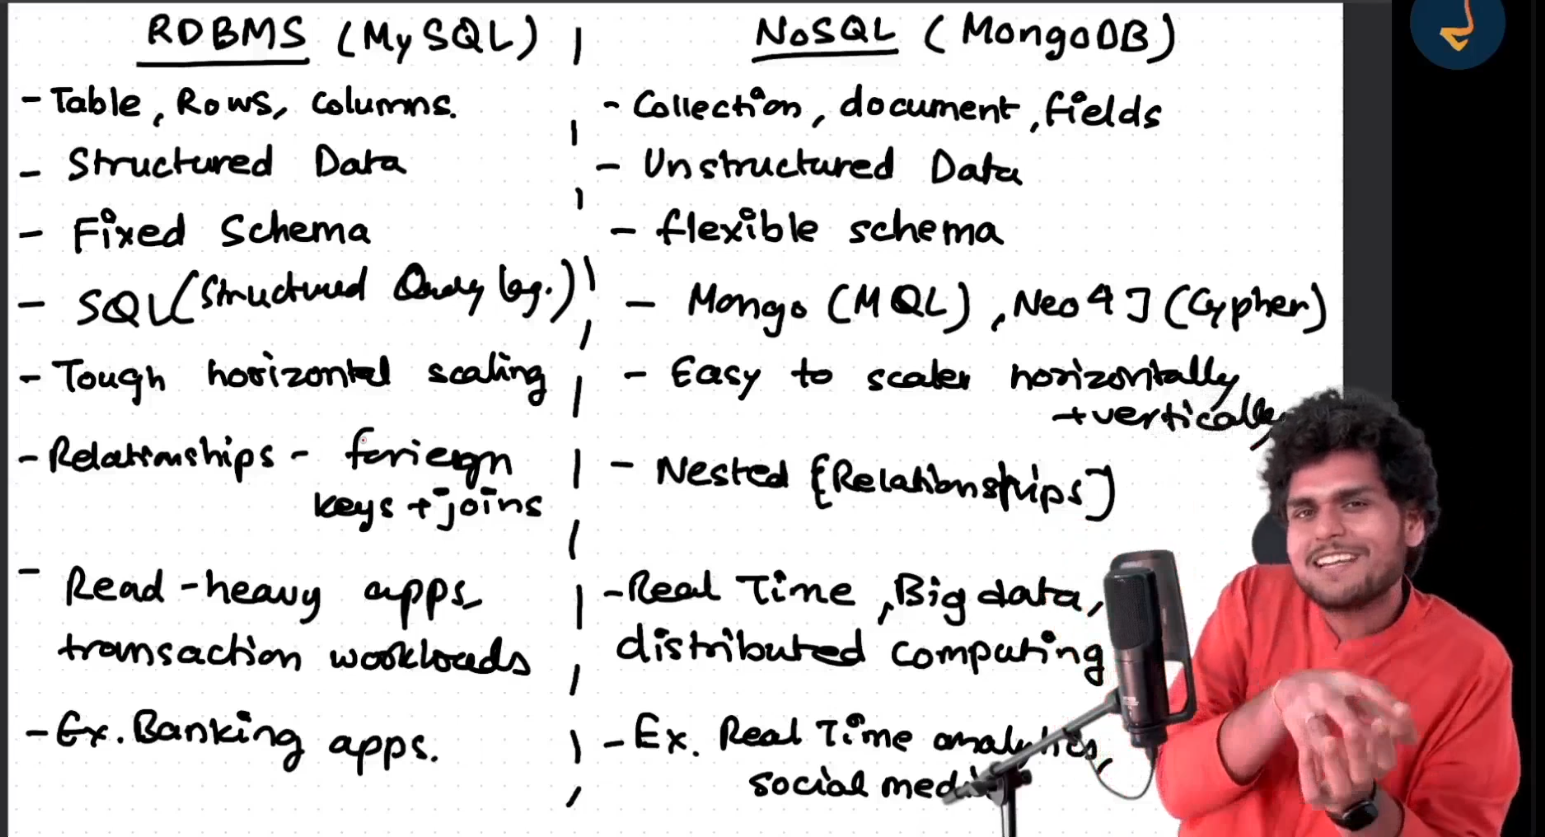 RDBMS (MySQL)
- Table, Rows, columns.
- Structured Data
- Fixed Schema
- SQL (Structured Query lag.)
- Tough horizontal scaling
- Relationships - foriegn
keys + joins
- Read-heavy apps
transaction workloads
- Ex. Banking apps.
NoSQL (MongoDB)
- Collection, document, fields
- Unstructured Data
- flexible schema
- Mongo (MQL), Neo4J (Cypher)
- Easy to scale horizontally
+ vertically
- Nested [Relationships]
- Real Time, Big data,
distributed computing
- Ex. Real Time analytics,
social media